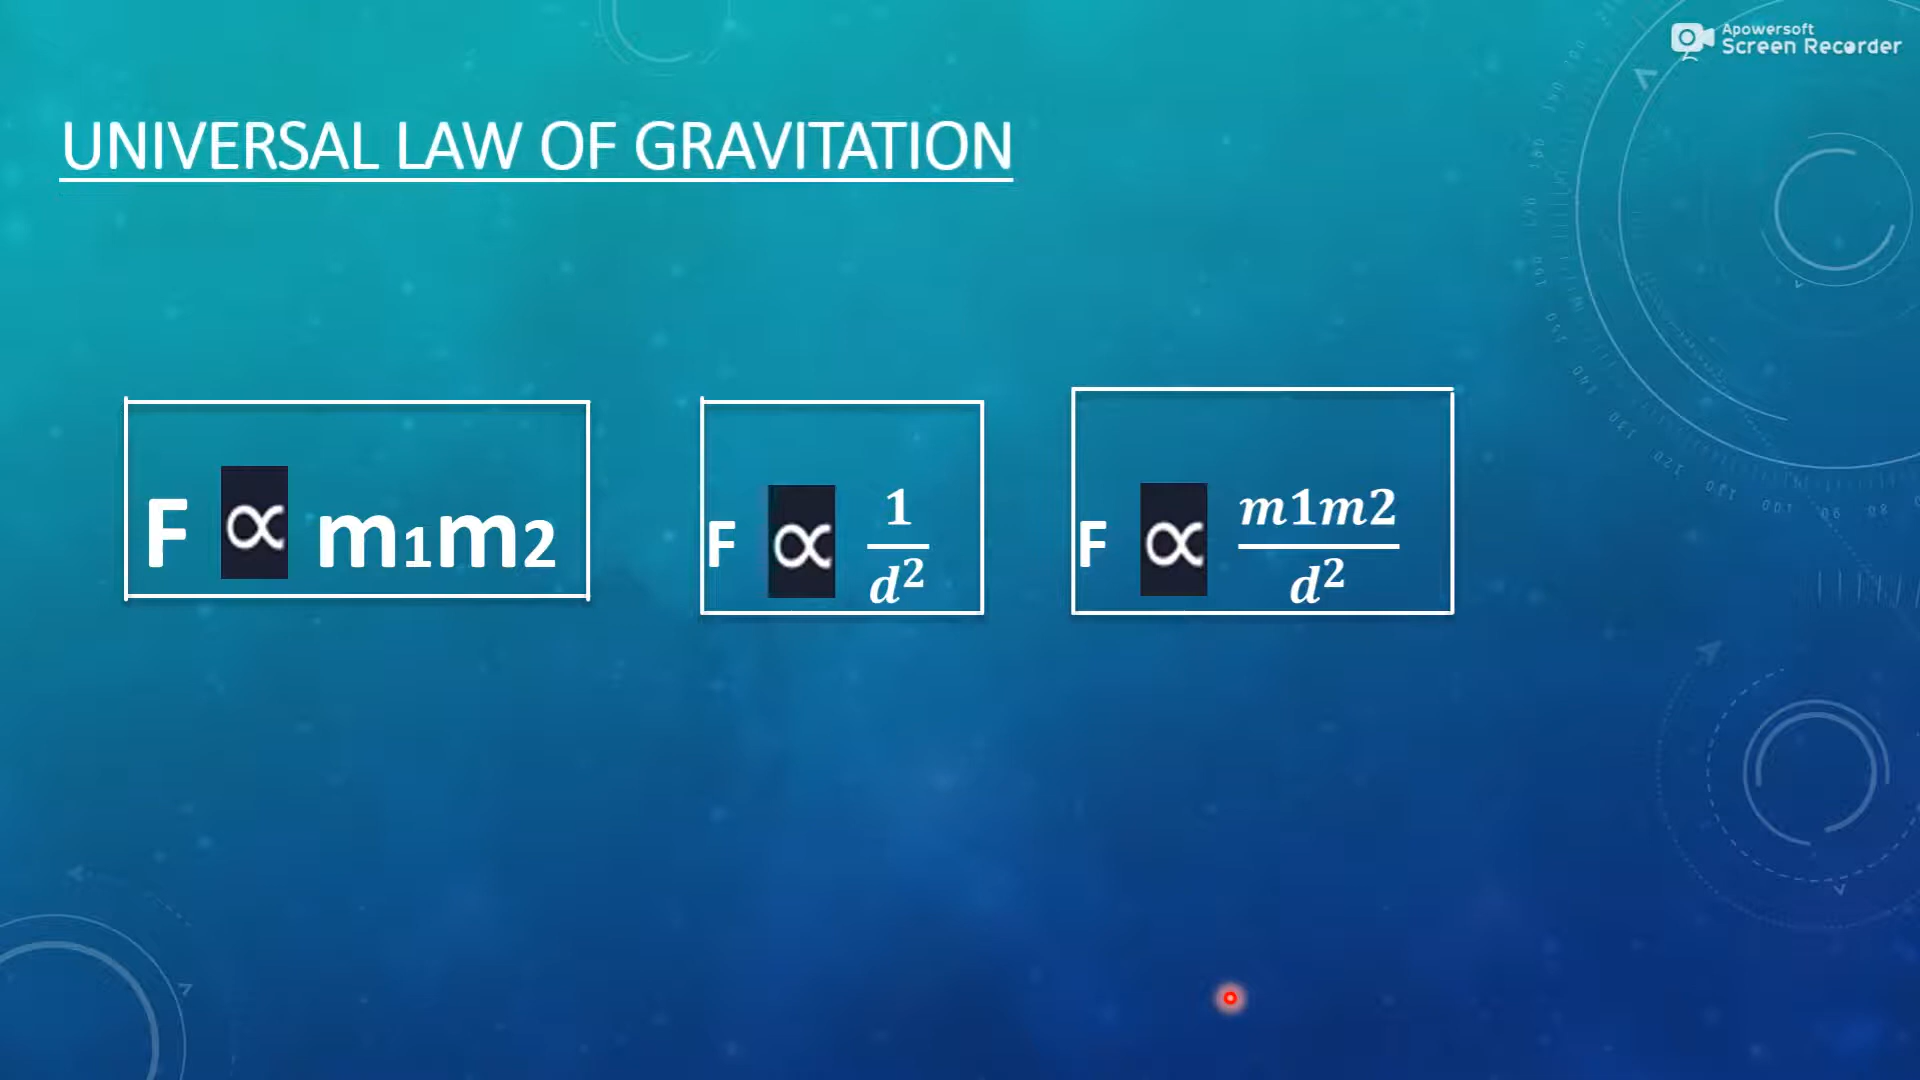 Apowersoft
Screen Recorder
UNIVERSAL LAW OF GRAVITATION
F ∝ m₁m₂
F ∝ 1/d²
F ∝ m1m2/d²